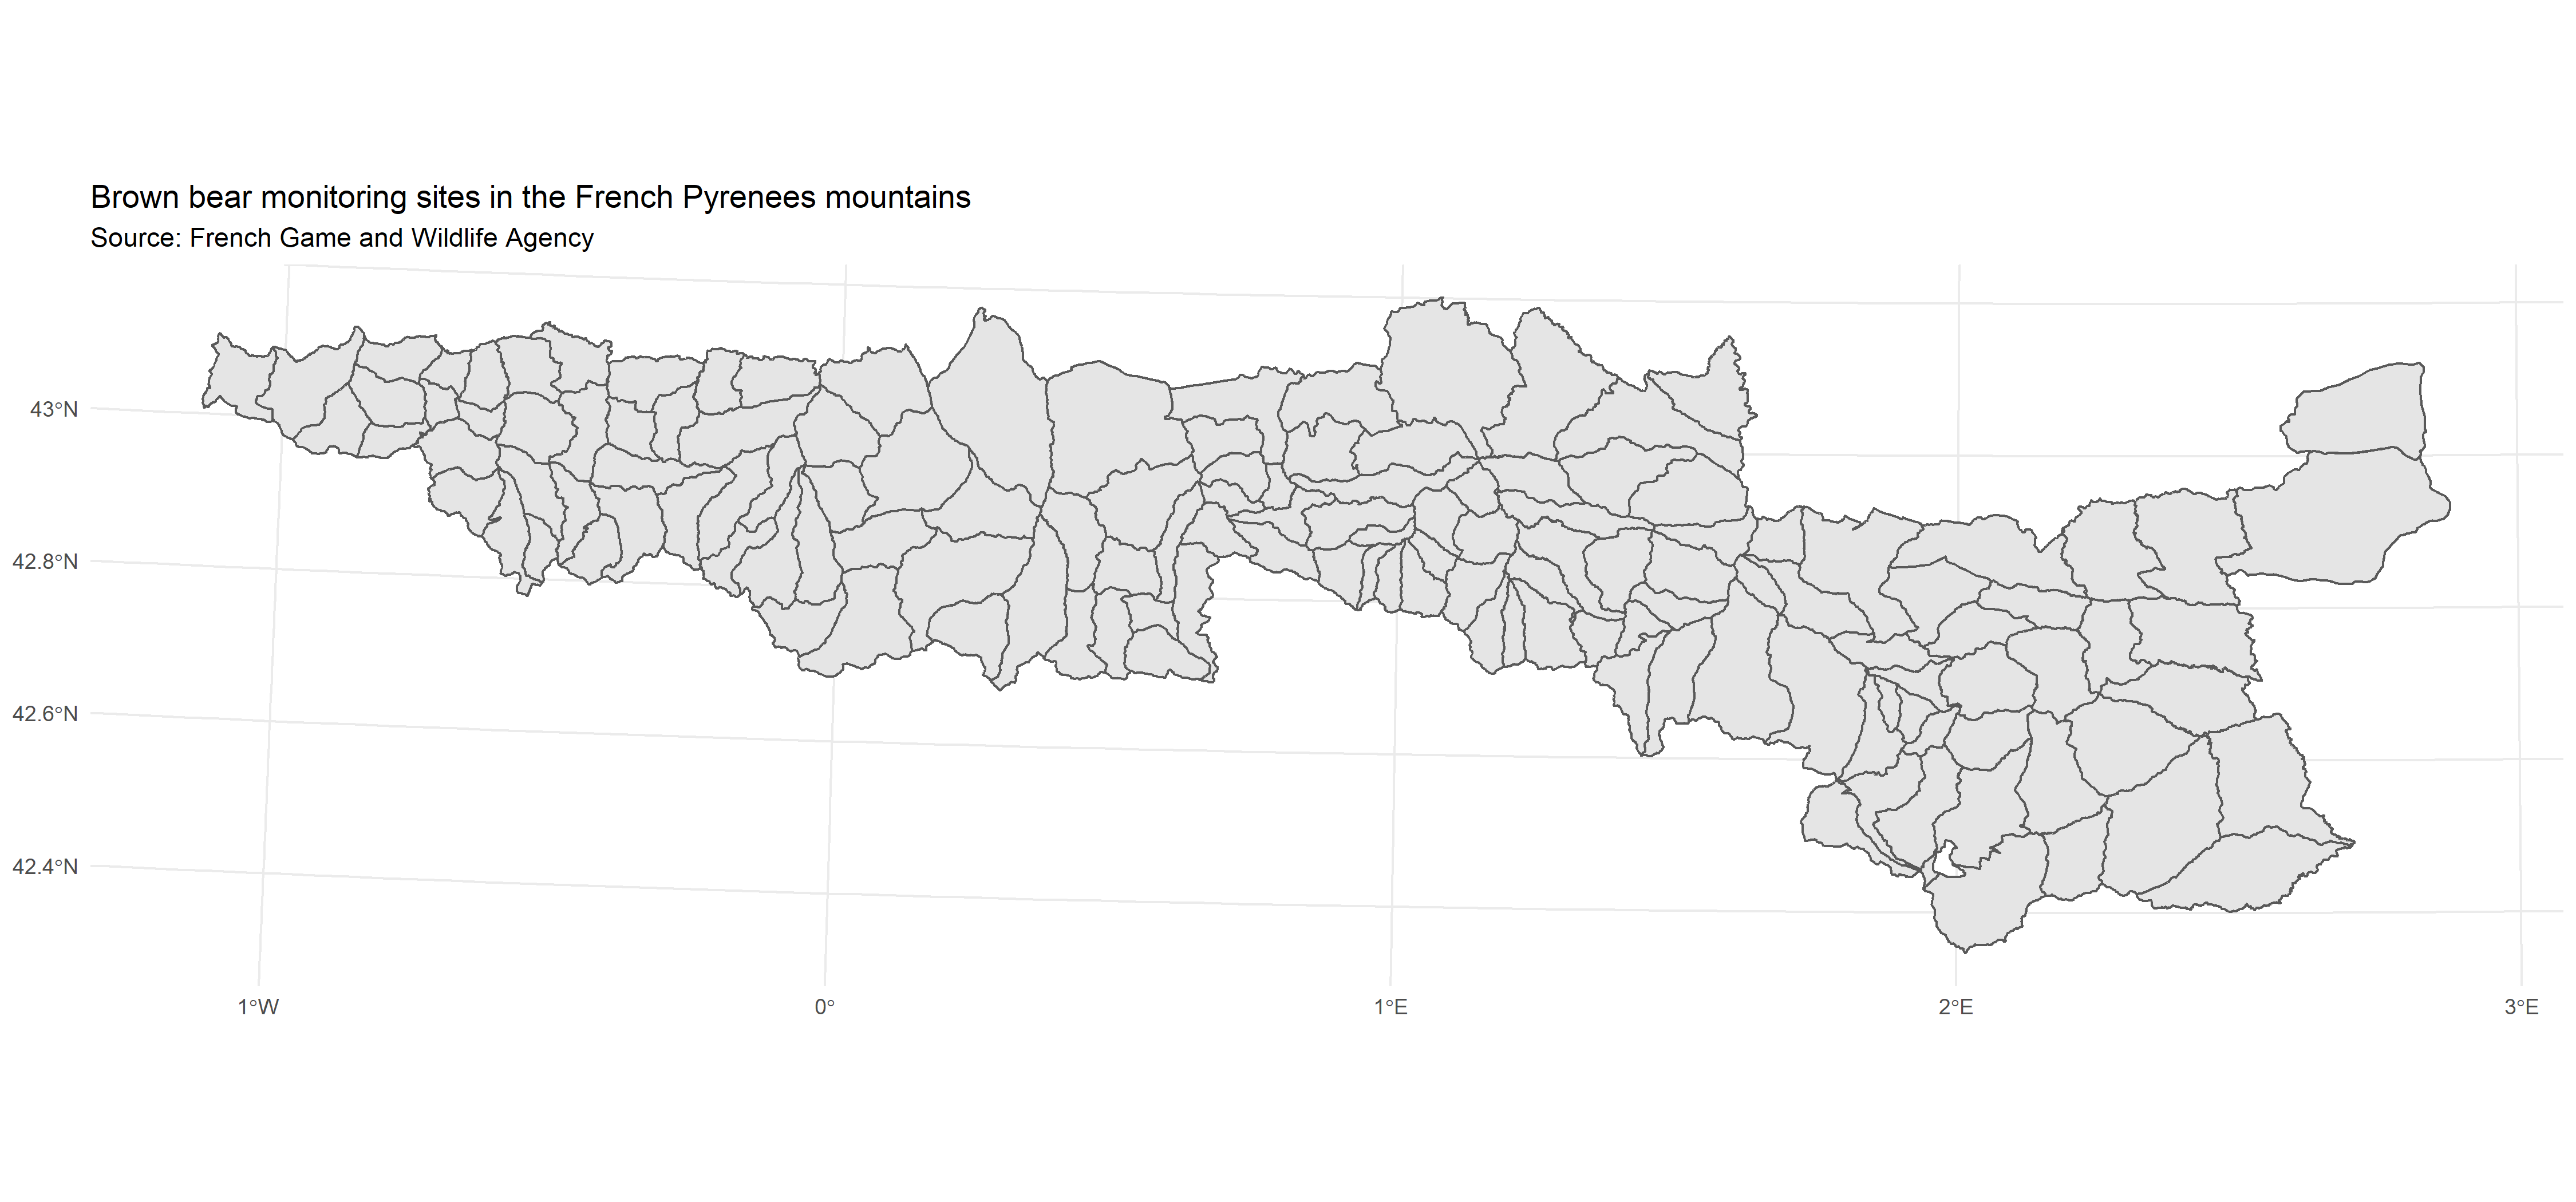 Brown bear monitoring sites in the French Pyrenees mountains
Source: French Game and Wildlife Agency
43°N
42.8°N
42.6°N
42.4°N
1°W
0°
1°E
2°E
3°E